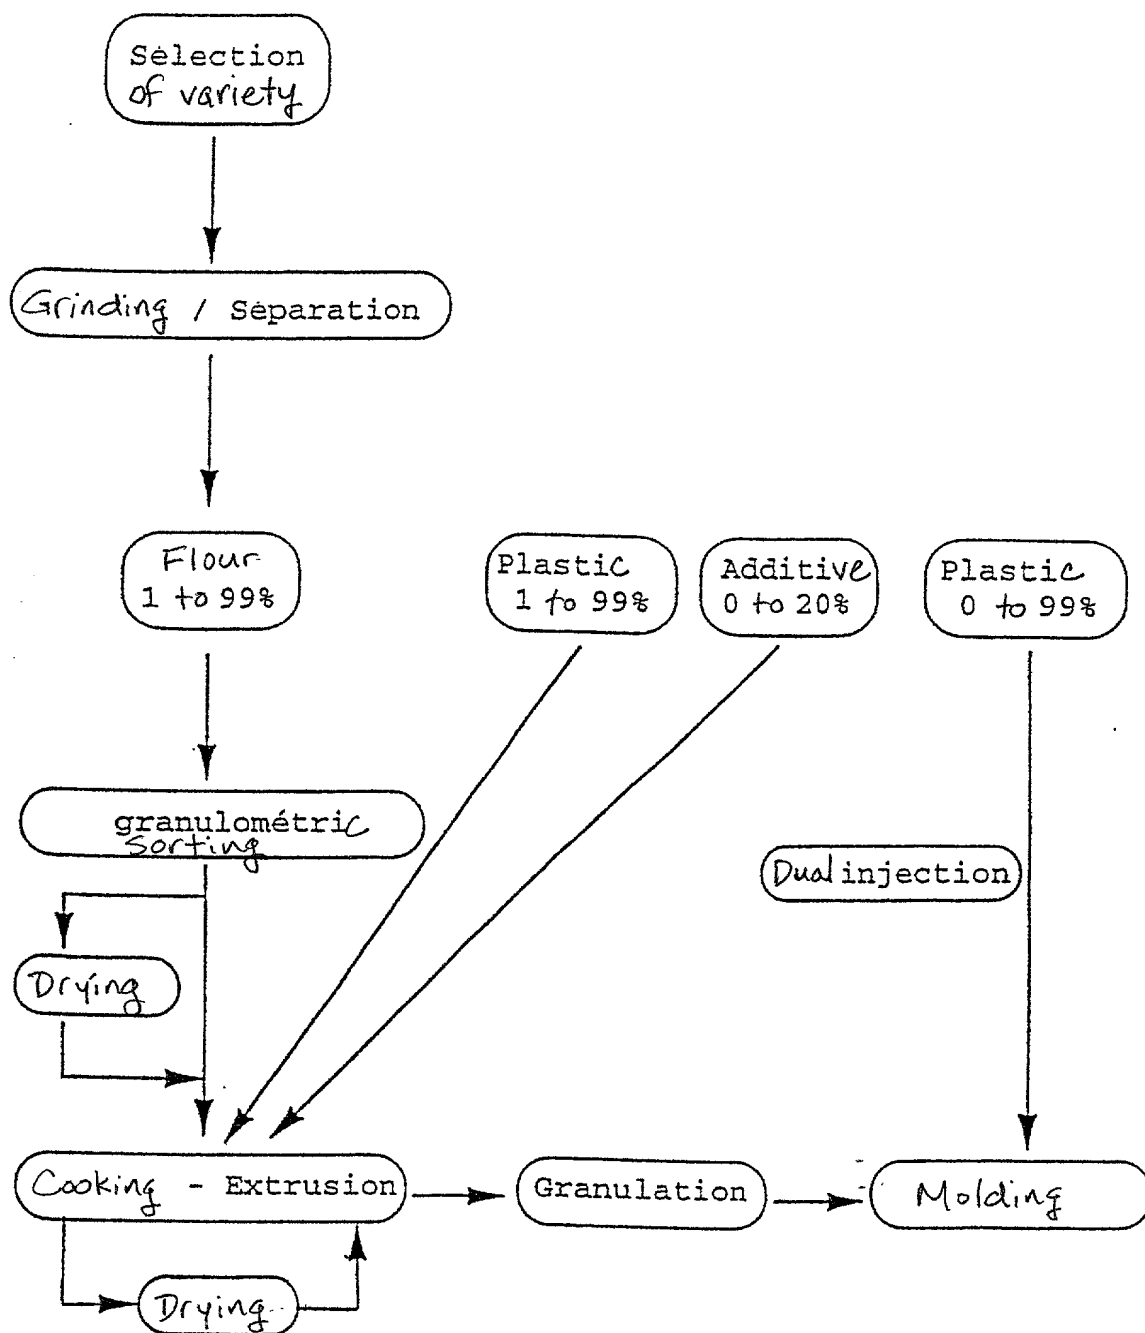 Sélection
of variety
Grinding / Séparation
Flour
1 to 99%
Plastic
1 to 99%
Additive
0 to 20%
Plastic
0 to 99%
granulométric
sorting
Dual injection
Drying
Cooking - Extrusion
Granulation
Molding
Drying